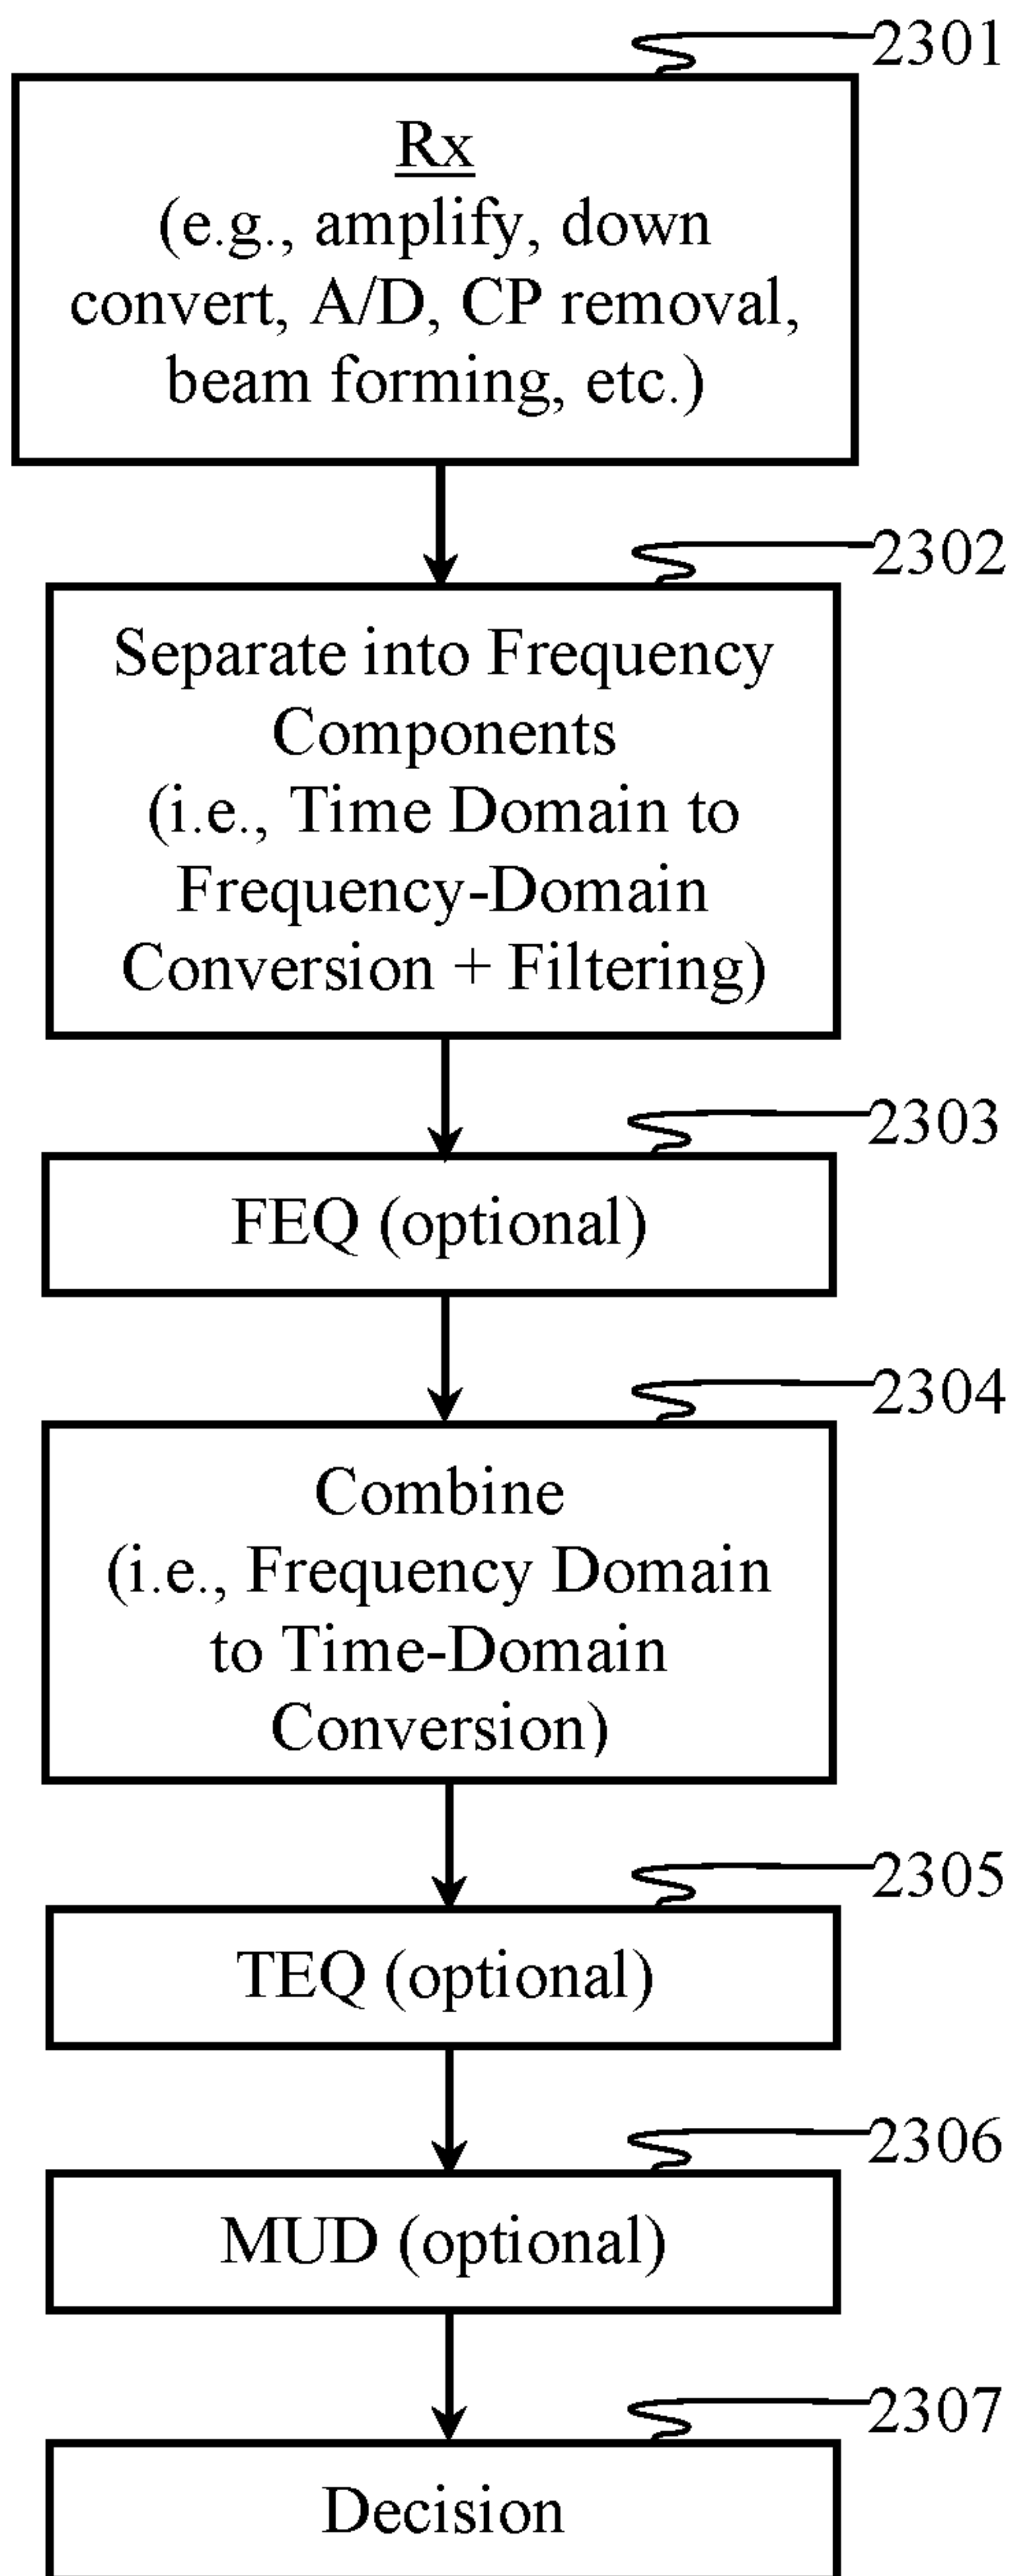 2301
Rx
(e.g., amplify, down
convert, A/D, CP removal,
beam forming, etc.)
2302
Separate into Frequency
Components
(i.e., Time Domain to
Frequency-Domain
Conversion + Filtering)
2303
FEQ (optional)
2304
Combine
(i.e., Frequency Domain
to Time-Domain
Conversion)
2305
TEQ (optional)
2306
MUD (optional)
2307
Decision